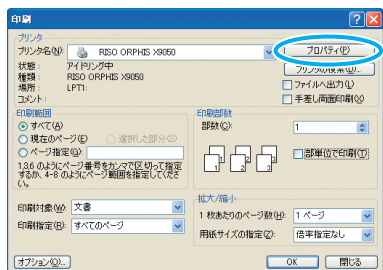 印刷
プリンタ
プリンタ名(N): RISO ORPHIS X9050 プロパティ(P)
状態: アイドリング中 プリンタの検索(D)...
種類: RISO ORPHIS X9050
場所: LPT1: ファイルへ出力(L)
コメント: 手差し両面印刷(X)
印刷範囲
すべて(A)
現在のページ(E) 選択した部分(S)
ページ指定(G):
1,3,6 のようにページ番号をカンマで区切って指定
するか、4-8 のようにページ範囲を指定してくださ
い。
印刷部数
部数(C): 1
部単位で印刷(T)
印刷対象(W): 文書
印刷指定(R): すべてのページ
拡大/縮小
1 枚あたりのページ数(H): 1 ページ
用紙サイズの指定(Z): 倍率指定なし
オプション(O)... OK 閉じる